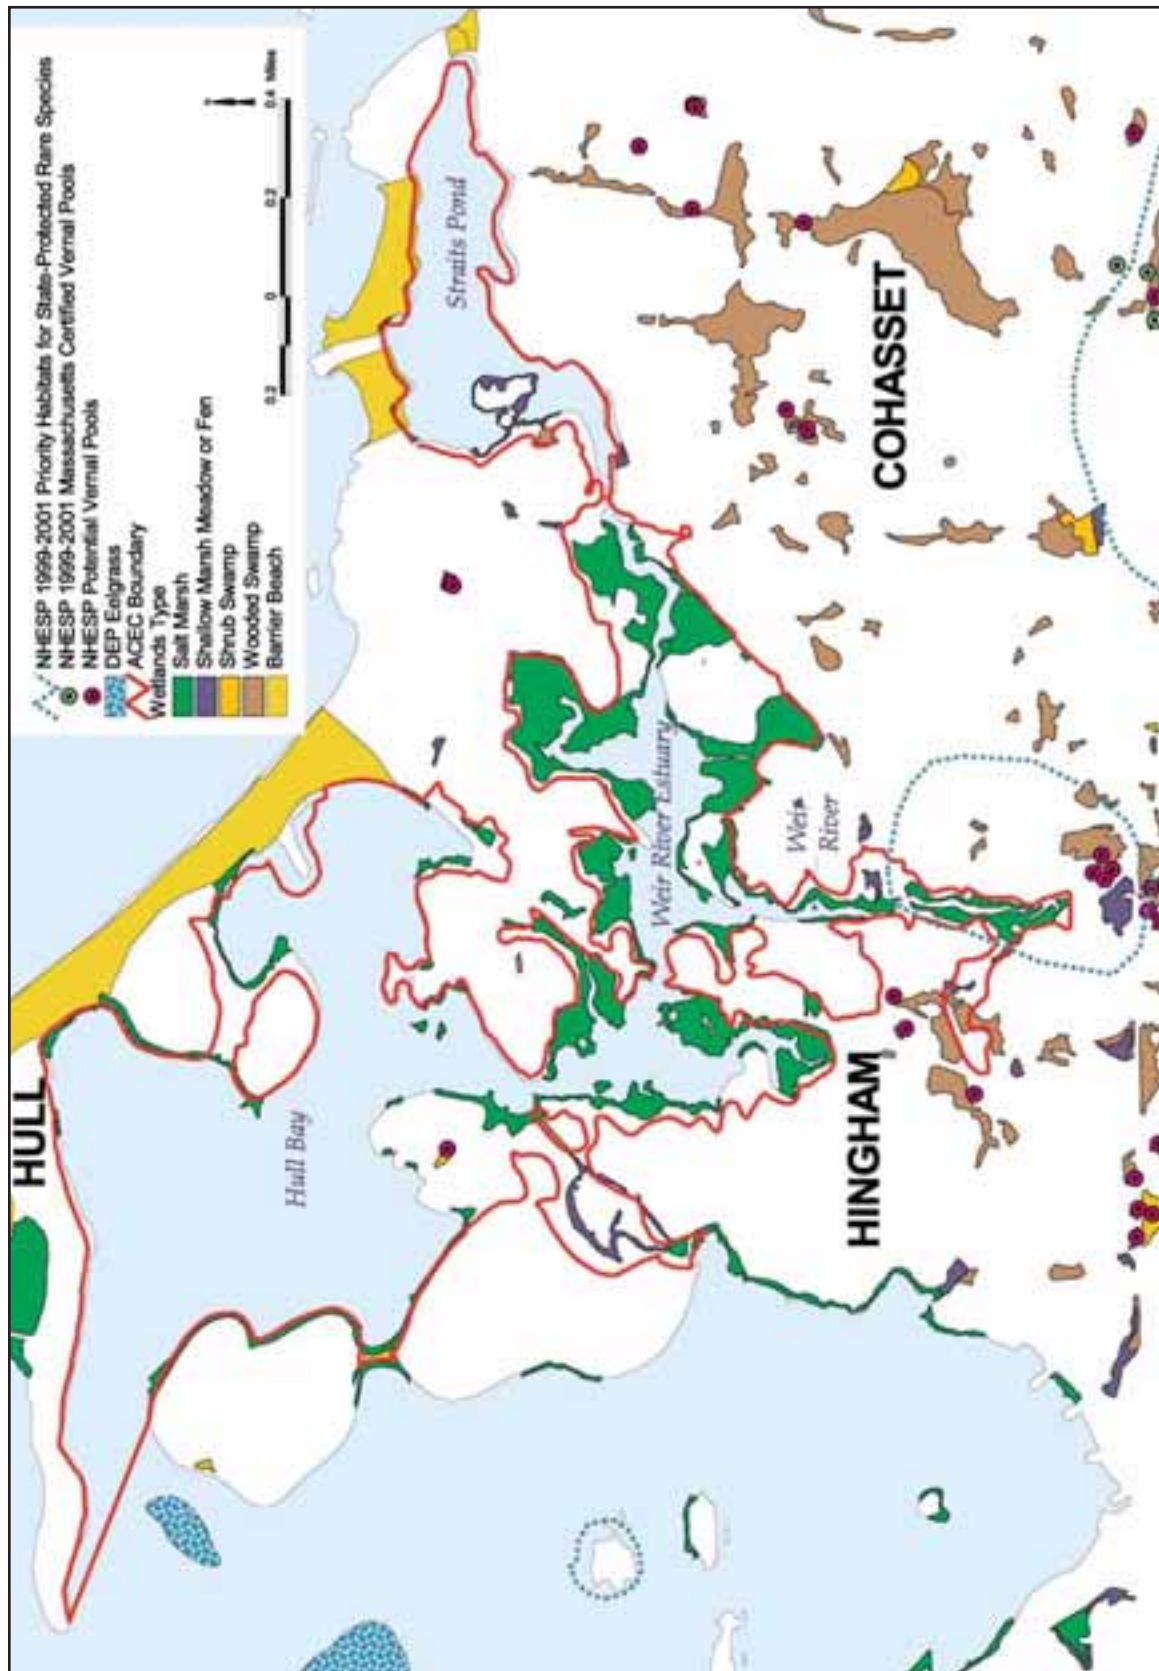 NHESP 1999-2001 Priority Habitats for State-Protected Rare Species
NHESP 1999-2001 Massachusetts Certified Vernal Pools
NHESP Potential Vernal Pools
DEP Eelgrass
ACEC Boundary
Wetlands Type
Salt Marsh
Shallow Marsh Meadow or Fen
Shrub Swamp
Wooded Swamp
Barrier Beach
0.2 0 0.2 0.4 Miles
HULL
Hull Bay
Straits Pond
Weir River Estuary
Weir
River
HINGHAM
COHASSET